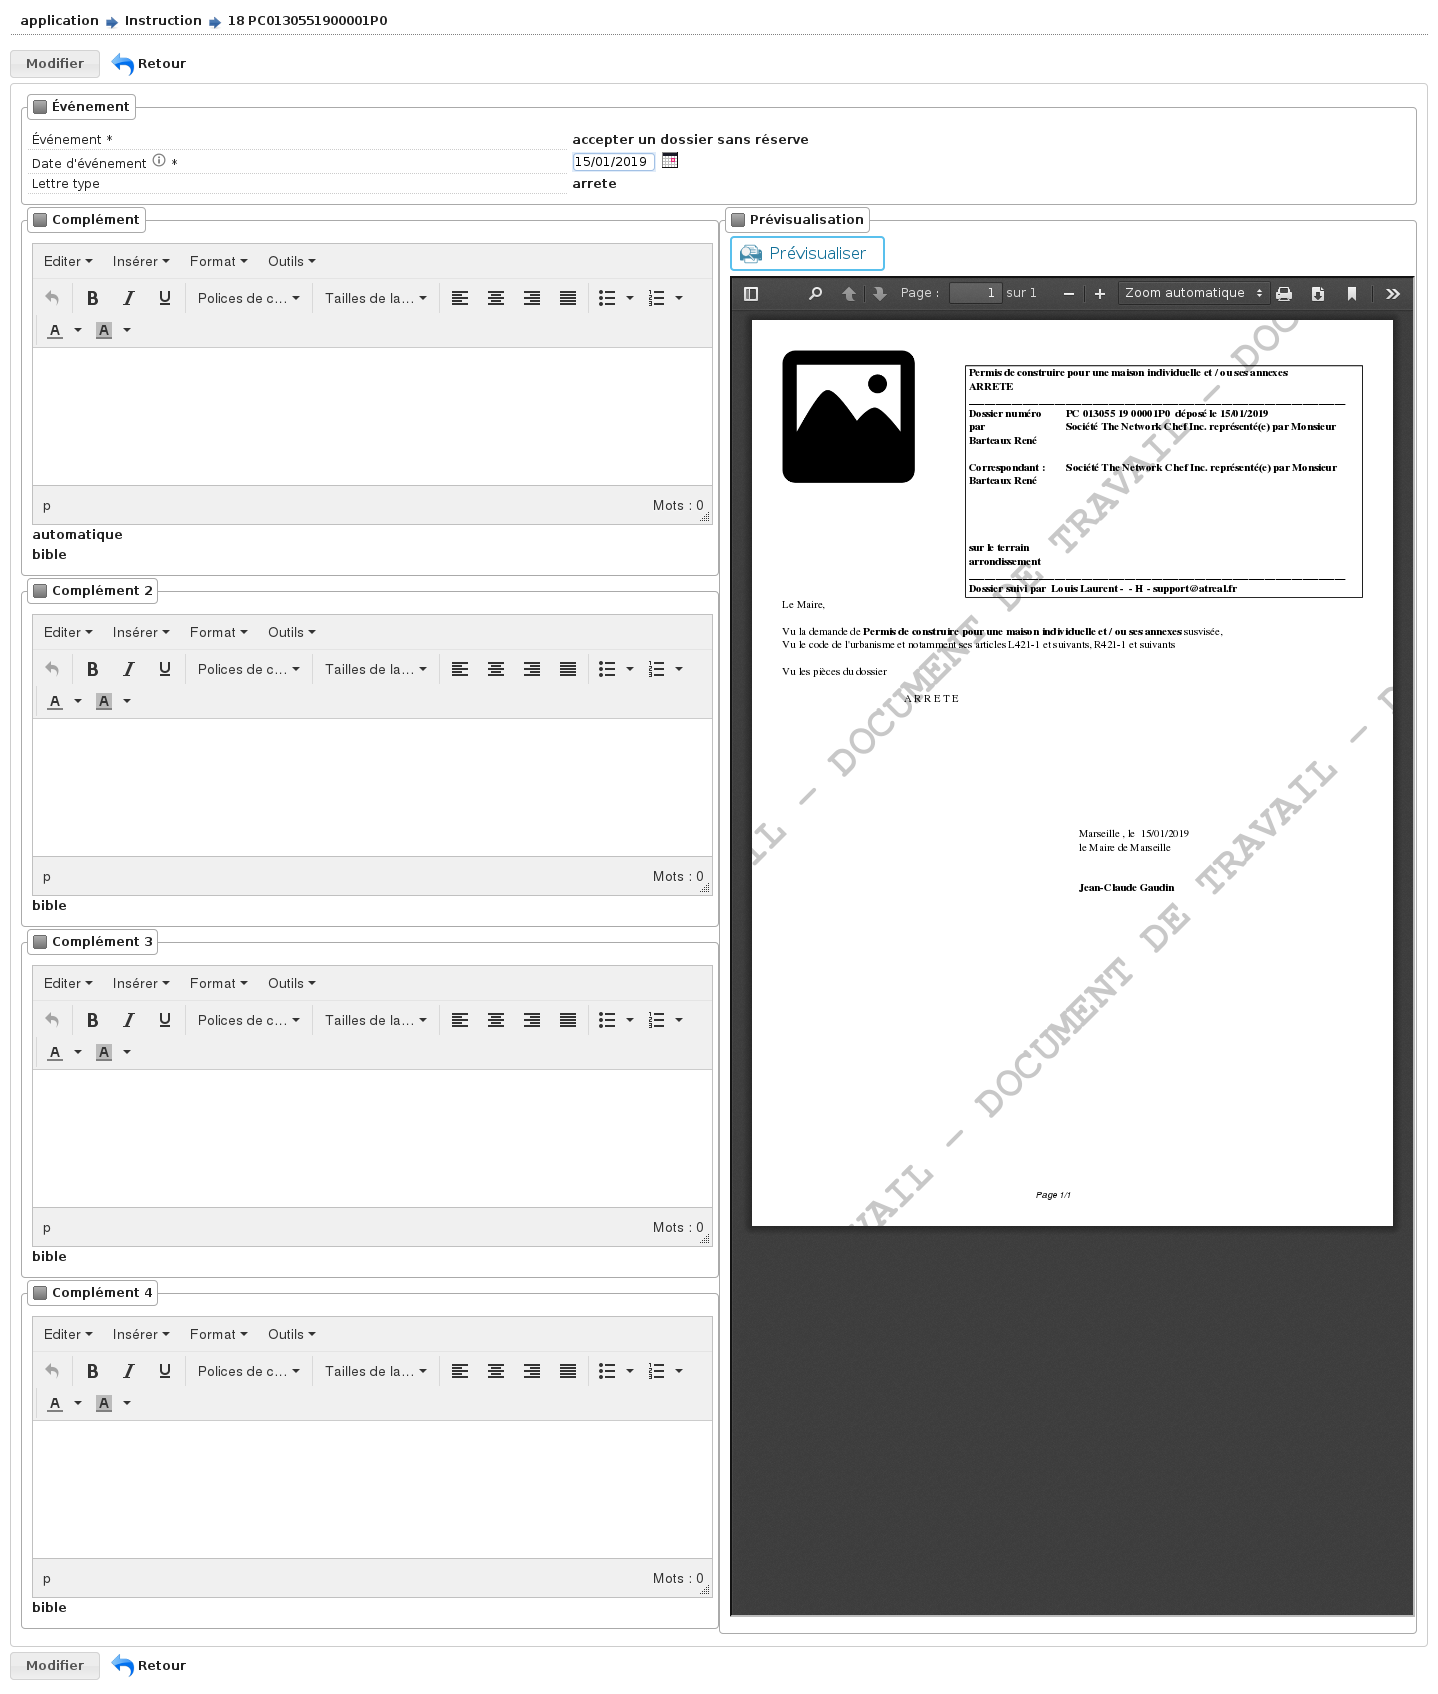 application Instruction 18 PC0130551900001P0
Modifier Retour
Événement
Événement * accepter un dossier sans réserve
Date d'événement * 15/01/2019
Lettre type arrete
Complément
Editer Insérer Format Outils
B I U Polices de c... Tailles de la...
A A
p Mots : 0
automatique
bible
Complément 2
Editer Insérer Format Outils
B I U Polices de c... Tailles de la...
A A
p Mots : 0
bible
Complément 3
Editer Insérer Format Outils
B I U Polices de c... Tailles de la...
A A
p Mots : 0
bible
Complément 4
Editer Insérer Format Outils
B I U Polices de c... Tailles de la...
A A
p Mots : 0
bible
Prévisualisation
Prévisualiser
Page : 1 sur 1 Zoom automatique
Permis de construire pour une maison individuelle et / ou ses annexes
ARRETE
Dossier numéro PC 013055 19 00001P0 déposé le 15/01/2019
par Société The Network Chef Inc. représenté(e) par Monsieur
Barteaux René
Correspondant : Société The Network Chef Inc. représenté(e) par Monsieur
Barteaux René
sur le terrain
arrondissement
Dossier suivi par Louis Laurent - - H - support@atreal.fr
Le Maire,
Vu la demande de Permis de construire pour une maison individuelle et / ou ses annexes susvisée,
Vu le code de l'urbanisme et notamment ses articles L421-1 et suivants, R421-1 et suivants
Vu les pièces du dossier
A R R E T E
Marseille , le 15/01/2019
le Maire de Marseille
Jean-Claude Gaudin
Page 1/1
IL - DOCUMENT DE TRAVAIL - DOC
VAIL - DOCUMENT DE TRAVAIL - D
Modifier Retour